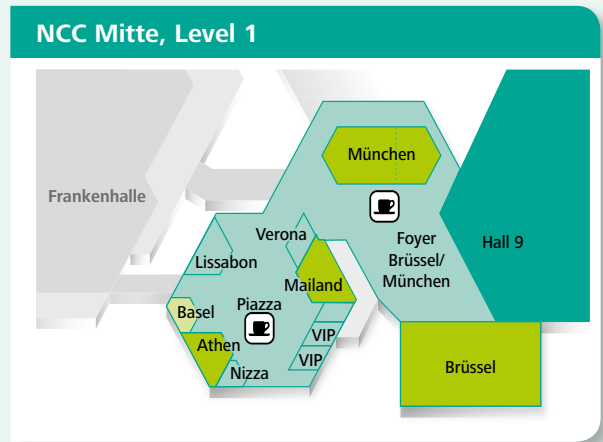 NCC Mitte, Level 1
München
Frankenhalle
Verona
Foyer
Brüssel/
München
Hall 9
Lissabon
Mailand
Basel
Piazza
Athen
VIP
VIP
Nizza
Brüssel